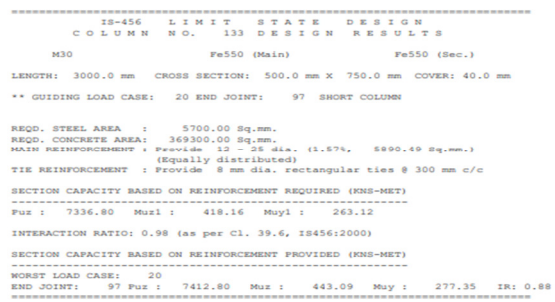 IS-456 LIMIT STATE DESIGN
COLUMN NO. 133 DESIGN RESULTS
M30 Fe550 (Main) Fe550 (Sec.)
LENGTH: 3000.0 mm CROSS SECTION: 500.0 mm X 750.0 mm COVER: 40.0 mm
** GUIDING LOAD CASE: 20 END JOINT: 97 SHORT COLUMN
REQD. STEEL AREA : 5700.00 Sq.mm.
REQD. CONCRETE AREA: 369300.00 Sq.mm.
MAIN REINFORCEMENT : Provide 12 - 25 dia. (1.57%, 5890.49 Sq.mm.)
(Equally distributed)
TIE REINFORCEMENT : Provide 8 mm dia. rectangular ties @ 300 mm c/c
SECTION CAPACITY BASED ON REINFORCEMENT REQUIRED (KNS-MET)
Puz : 7336.80 Muz1 : 418.16 Muy1 : 263.12
INTERACTION RATIO: 0.98 (as per Cl. 39.6, IS456:2000)
SECTION CAPACITY BASED ON REINFORCEMENT PROVIDED (KNS-MET)
WORST LOAD CASE: 20
END JOINT: 97 Puz : 7412.80 Muz : 443.09 Muy : 277.35 IR: 0.88